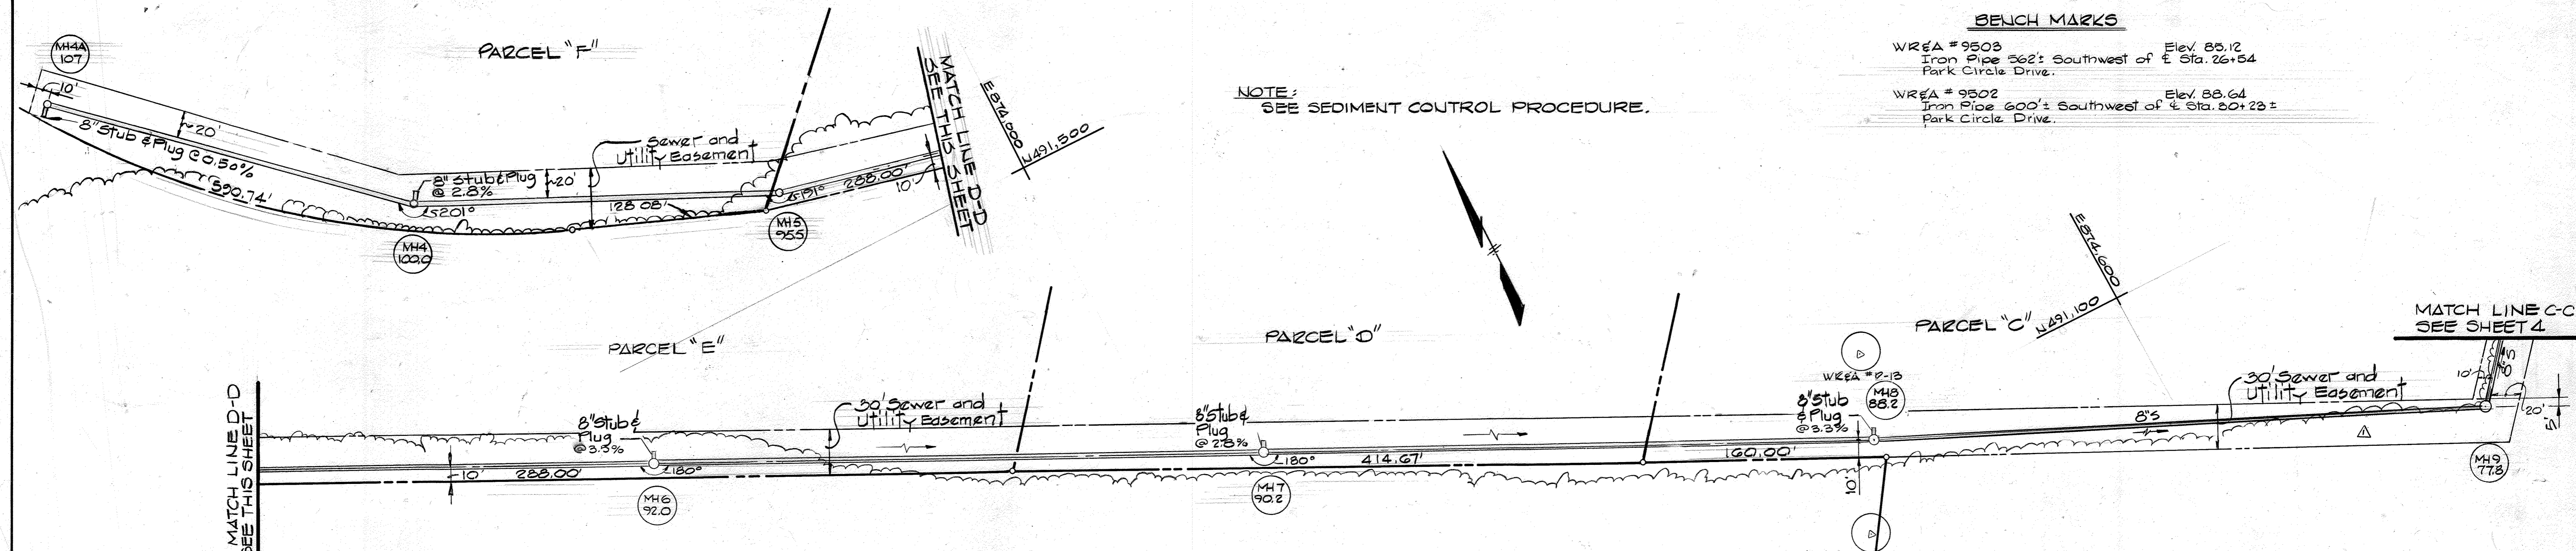 BENCH MARKS
WR&A #9503 Elev. 85.12
Iron Pipe 562'± Southwest of ℄ Sta. 26+54
Park Circle Drive.
WR&A #9502 Elev. 88.64
Iron Pipe 600'± Southwest of ℄ Sta. 30+23±
Park Circle Drive.
NOTE:
SEE SEDIMENT CONTROL PROCEDURE.
PARCEL "F"
MH4A
107
10'
~20'
8" Stub & Plug @ 0.50%
590.74'
8" Stub & Plug
@ 2.8%
~20'
201°
MH4
100.0
Sewer and
Utility Easement
128.08'
191°
288.00'
10'
MH5
95.5
MATCH LINE D-D
SEE THIS SHEET
E 874,000
N 491,500
PARCEL "E"
MATCH LINE D-D
SEE THIS SHEET
10'
288.00'
8" Stub &
Plug
@ 3.3%
180°
MH6
92.0
30' Sewer and
Utility Easement
PARCEL "D"
8" Stub &
Plug
@ 2.8%
180°
MH7
90.2
414.67'
160.00'
PARCEL "C"
E 874,600
N 491,100
WR&A #R-13
MH8
88.2
8" Stub
& Plug
@ 3.3%
10'
8"S
30' Sewer and
Utility Easement
MATCH LINE C-C
SEE SHEET 4
10'
8"S
20'
5'
1
MH9
77.8